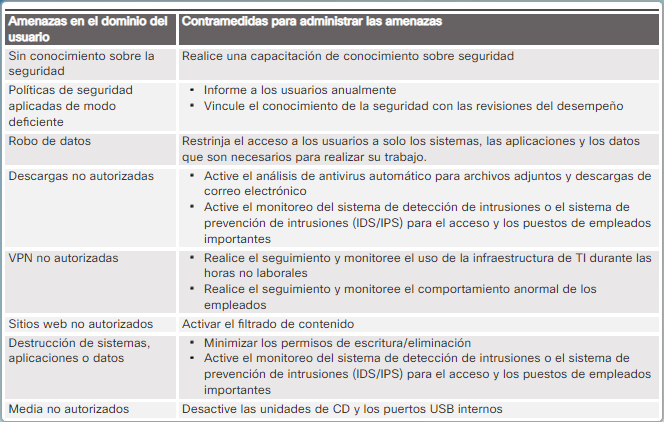 Amenazas en el dominio del
usuario
Contramedidas para administrar las amenazas
Sin conocimiento sobre la
seguridad
Realice una capacitación de conocimiento sobre seguridad
Políticas de seguridad
aplicadas de modo
deficiente
• Informe a los usuarios anualmente
• Vincule el conocimiento de la seguridad con las revisiones del desempeño
Robo de datos
Restrinja el acceso a los usuarios a solo los sistemas, las aplicaciones y los datos
que son necesarios para realizar su trabajo.
Descargas no autorizadas
• Active el análisis de antivirus automático para archivos adjuntos y descargas de
correo electrónico
• Active el monitoreo del sistema de detección de intrusiones o el sistema de
prevención de intrusiones (IDS/IPS) para el acceso y los puestos de empleados
importantes
VPN no autorizadas
• Realice el seguimiento y monitoree el uso de la infraestructura de TI durante las
horas no laborales
• Realice el seguimiento y monitoree el comportamiento anormal de los
empleados
Sitios web no autorizados
Activar el filtrado de contenido
Destrucción de sistemas,
aplicaciones o datos
• Minimizar los permisos de escritura/eliminación
• Active el monitoreo del sistema de detección de intrusiones o el sistema de
prevención de intrusiones (IDS/IPS) para el acceso y los puestos de empleados
importantes
Media no autorizados
Desactive las unidades de CD y los puertos USB internos